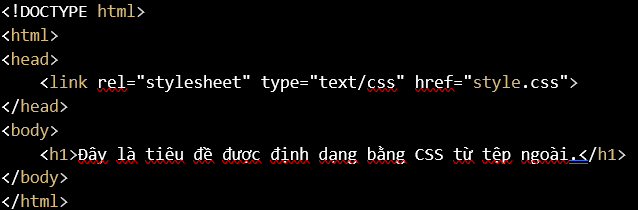 <!DOCTYPE html>
<html>
<head>
    <link rel="stylesheet" type="text/css" href="style.css">
</head>
<body>
    <h1>Đây là tiêu đề được định dạng bằng CSS từ tệp ngoài.</h1>
</body>
</html>